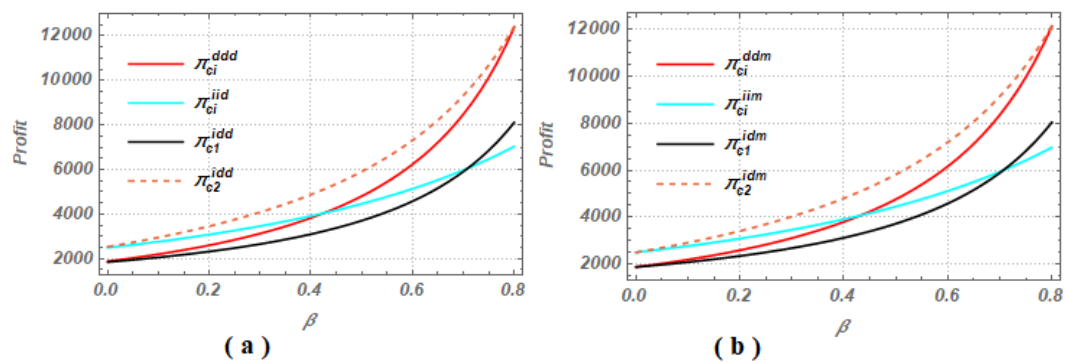 12000
10000
8000
6000
4000
2000
Profit
π_ci^ddd
π_ci^iid
π_c1^idd
π_c2^idd
0.0 0.2 0.4 0.6 0.8
β
( a )
12000
10000
8000
6000
4000
2000
Profit
π_ci^ddm
π_ci^iim
π_c1^idm
π_c2^idm
0.0 0.2 0.4 0.6 0.8
β
( b )